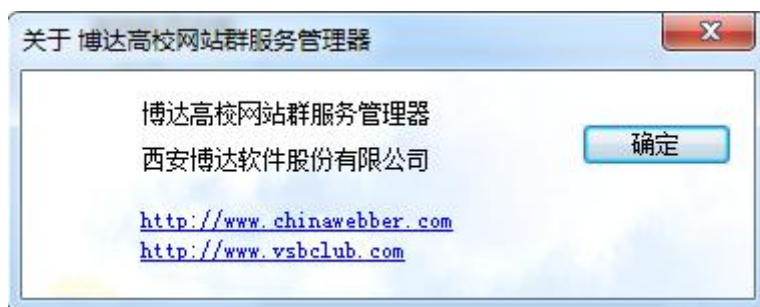 关于 博达高校网站群服务管理器
博达高校网站群服务管理器
西安博达软件股份有限公司
确定
http://www.chinawebber.com
http://www.vsbclub.com